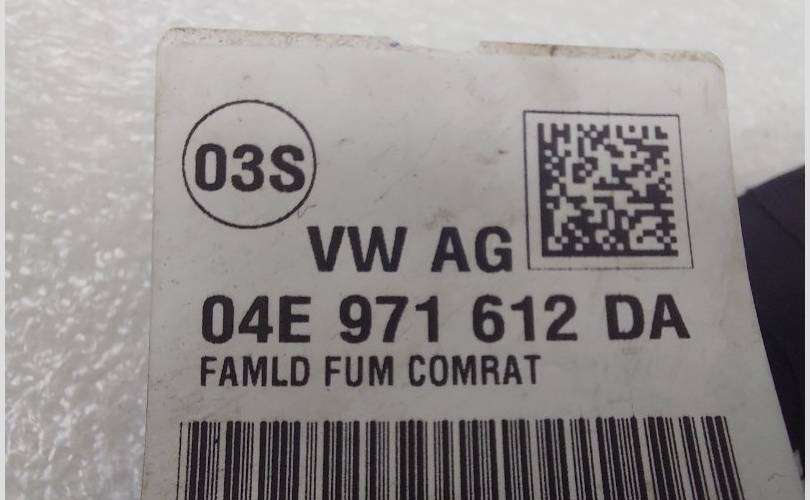 03S
VW AG
04E 971 612 DA
FAMLD FUM COMRAT